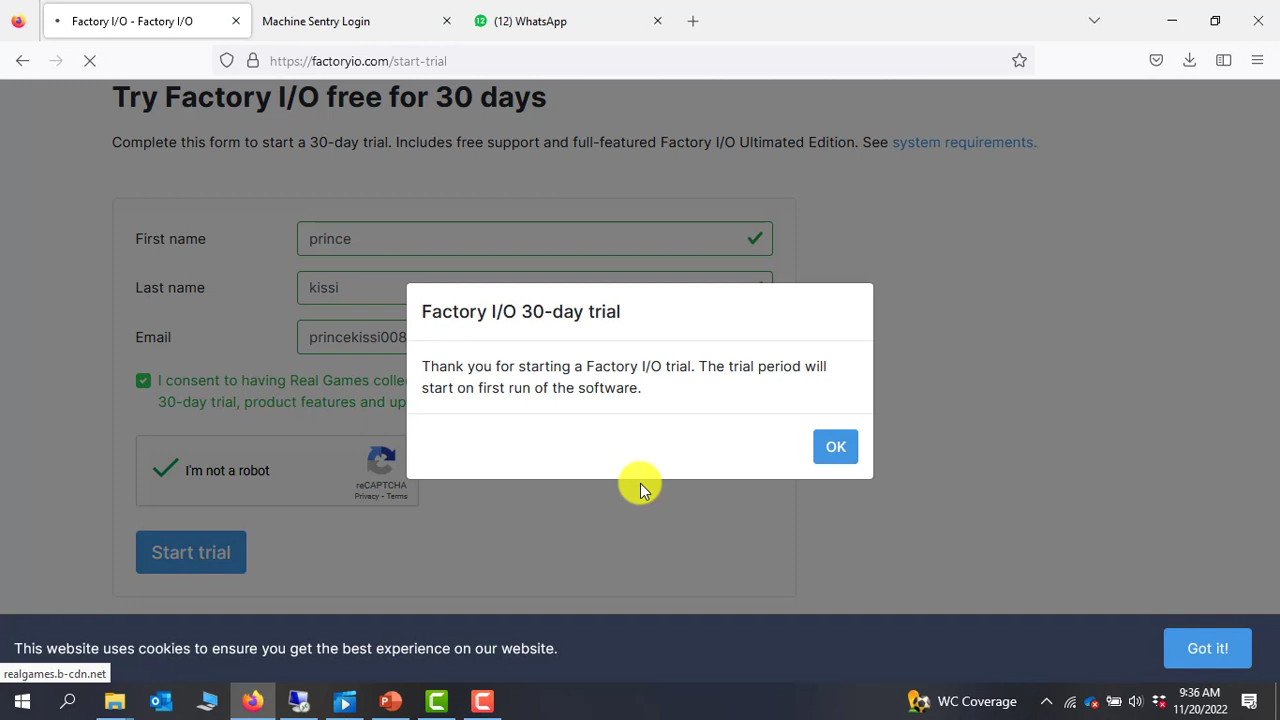 Factory I/O - Factory I/O
Machine Sentry Login
(12) WhatsApp
https://factoryio.com/start-trial
Try Factory I/O free for 30 days
Complete this form to start a 30-day trial. Includes free support and full-featured Factory I/O Ultimated Edition. See system requirements.
First name
prince
Last name
kissi
Email
princekissi008
I consent to having Real Games
30-day trial, product features and
I'm not a robot
reCAPTCHA
Privacy - Terms
Start trial
Factory I/O 30-day trial
Thank you for starting a Factory I/O trial. The trial period will
start on first run of the software.
OK
This website uses cookies to ensure you get the best experience on our website.
Got it!
realgames.b-cdn.net
WC Coverage
9:36 AM
11/20/2022